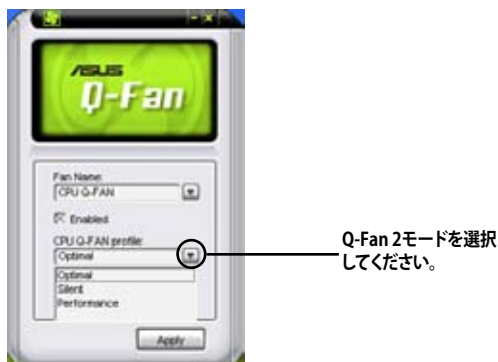 ASUS
Q-Fan
Fan Name:
CPU Q-FAN
Enabled
CPU Q-FAN profile:
Optimal
Optimal
Silent
Performance
Apply
Q-Fan 2モードを選択
してください。